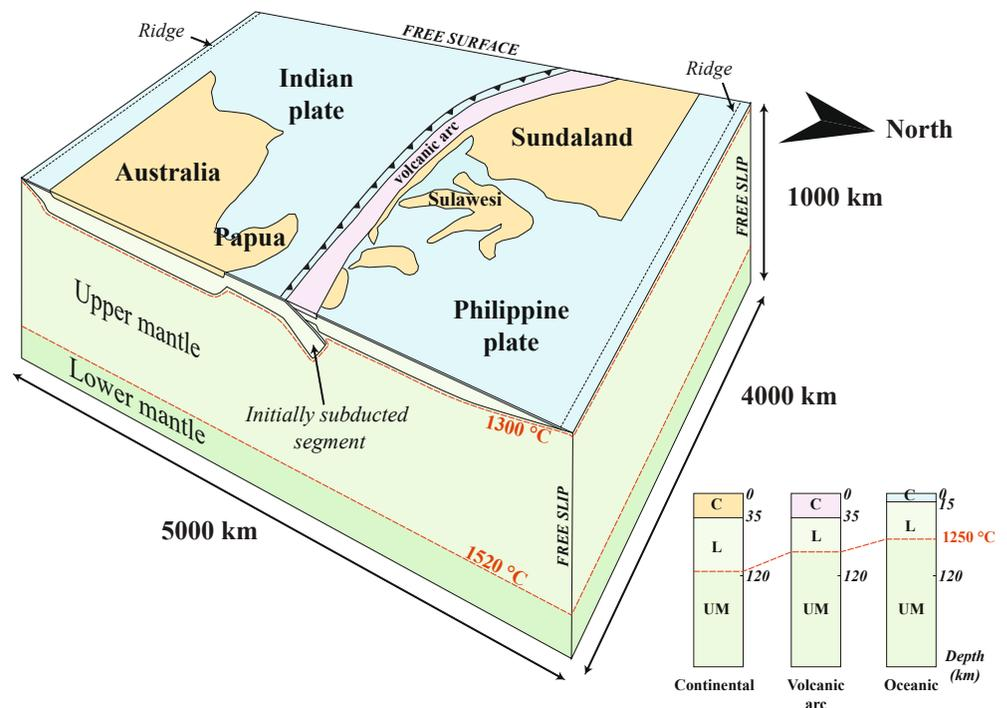 Ridge
FREE SURFACE
Indian
plate
Ridge
North
Sundaland
volcanic arc
Australia
FREE SLIP
1000 km
Sulawesi
Papua
Upper mantle
Philippine
plate
Lower mantle
4000 km
Initially subducted
segment
1300 °C
5000 km
FREE SLIP
1520 °C
C 0
35
L
120
UM
Continental
C 0
35
L
120
UM
Volcanic
arc
C 0
15
L
1250 °C
120
UM
Oceanic
Depth
(km)